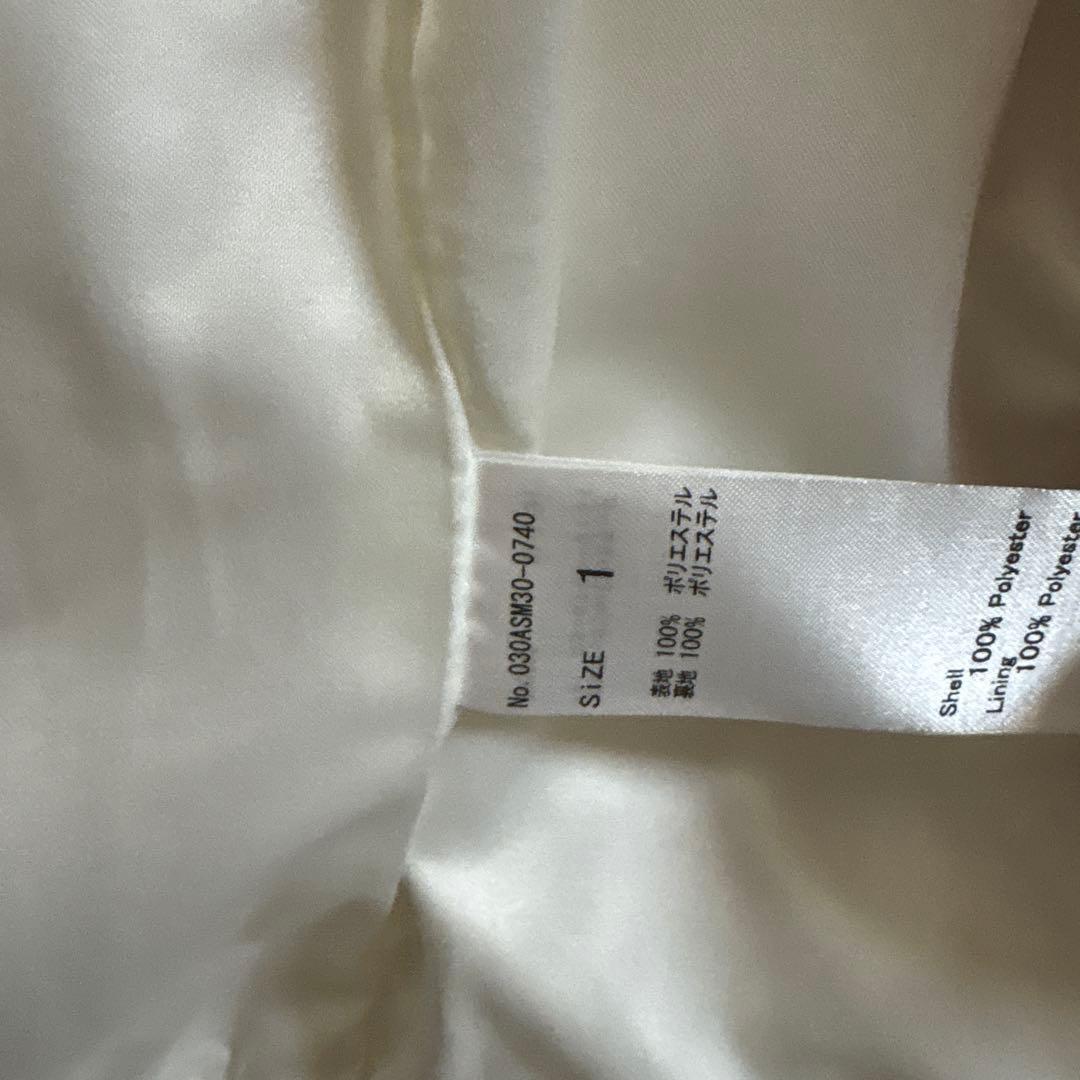 No.030ASM30-0740
SiZE 1
表地 100% ポリエステル
裏地 100% ポリエステル
Shell
100% Polyester
Lining
100% Polyester